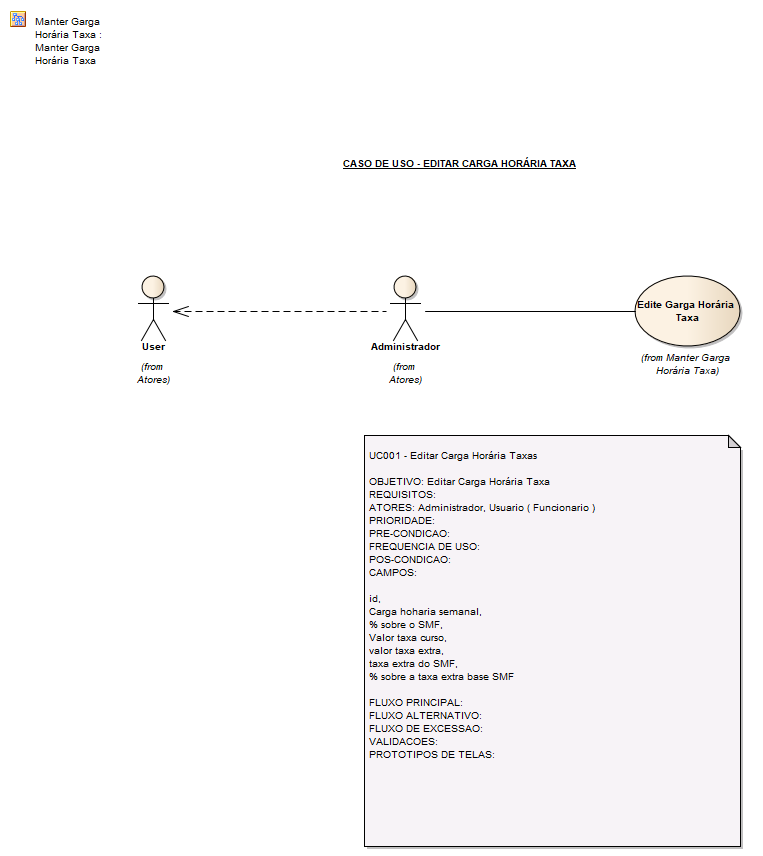 Manter Garga
Horária Taxa :
Manter Garga
Horária Taxa
CASO DE USO - EDITAR CARGA HORÁRIA TAXA
User
(from
Atores)
Administrador
(from
Atores)
Edite Garga Horária
Taxa
(from Manter Garga
Horária Taxa)
UC001 - Editar Carga Horária Taxas
OBJETIVO: Editar Carga Horária Taxa
REQUISITOS:
ATORES: Administrador, Usuario ( Funcionario )
PRIORIDADE:
PRE-CONDICAO:
FREQUENCIA DE USO:
POS-CONDICAO:
CAMPOS:
id,
Carga hoharia semanal,
% sobre o SMF,
Valor taxa curso,
valor taxa extra,
taxa extra do SMF,
% sobre a taxa extra base SMF
FLUXO PRINCIPAL:
FLUXO ALTERNATIVO:
FLUXO DE EXCESSAO:
VALIDACOES:
PROTOTIPOS DE TELAS: